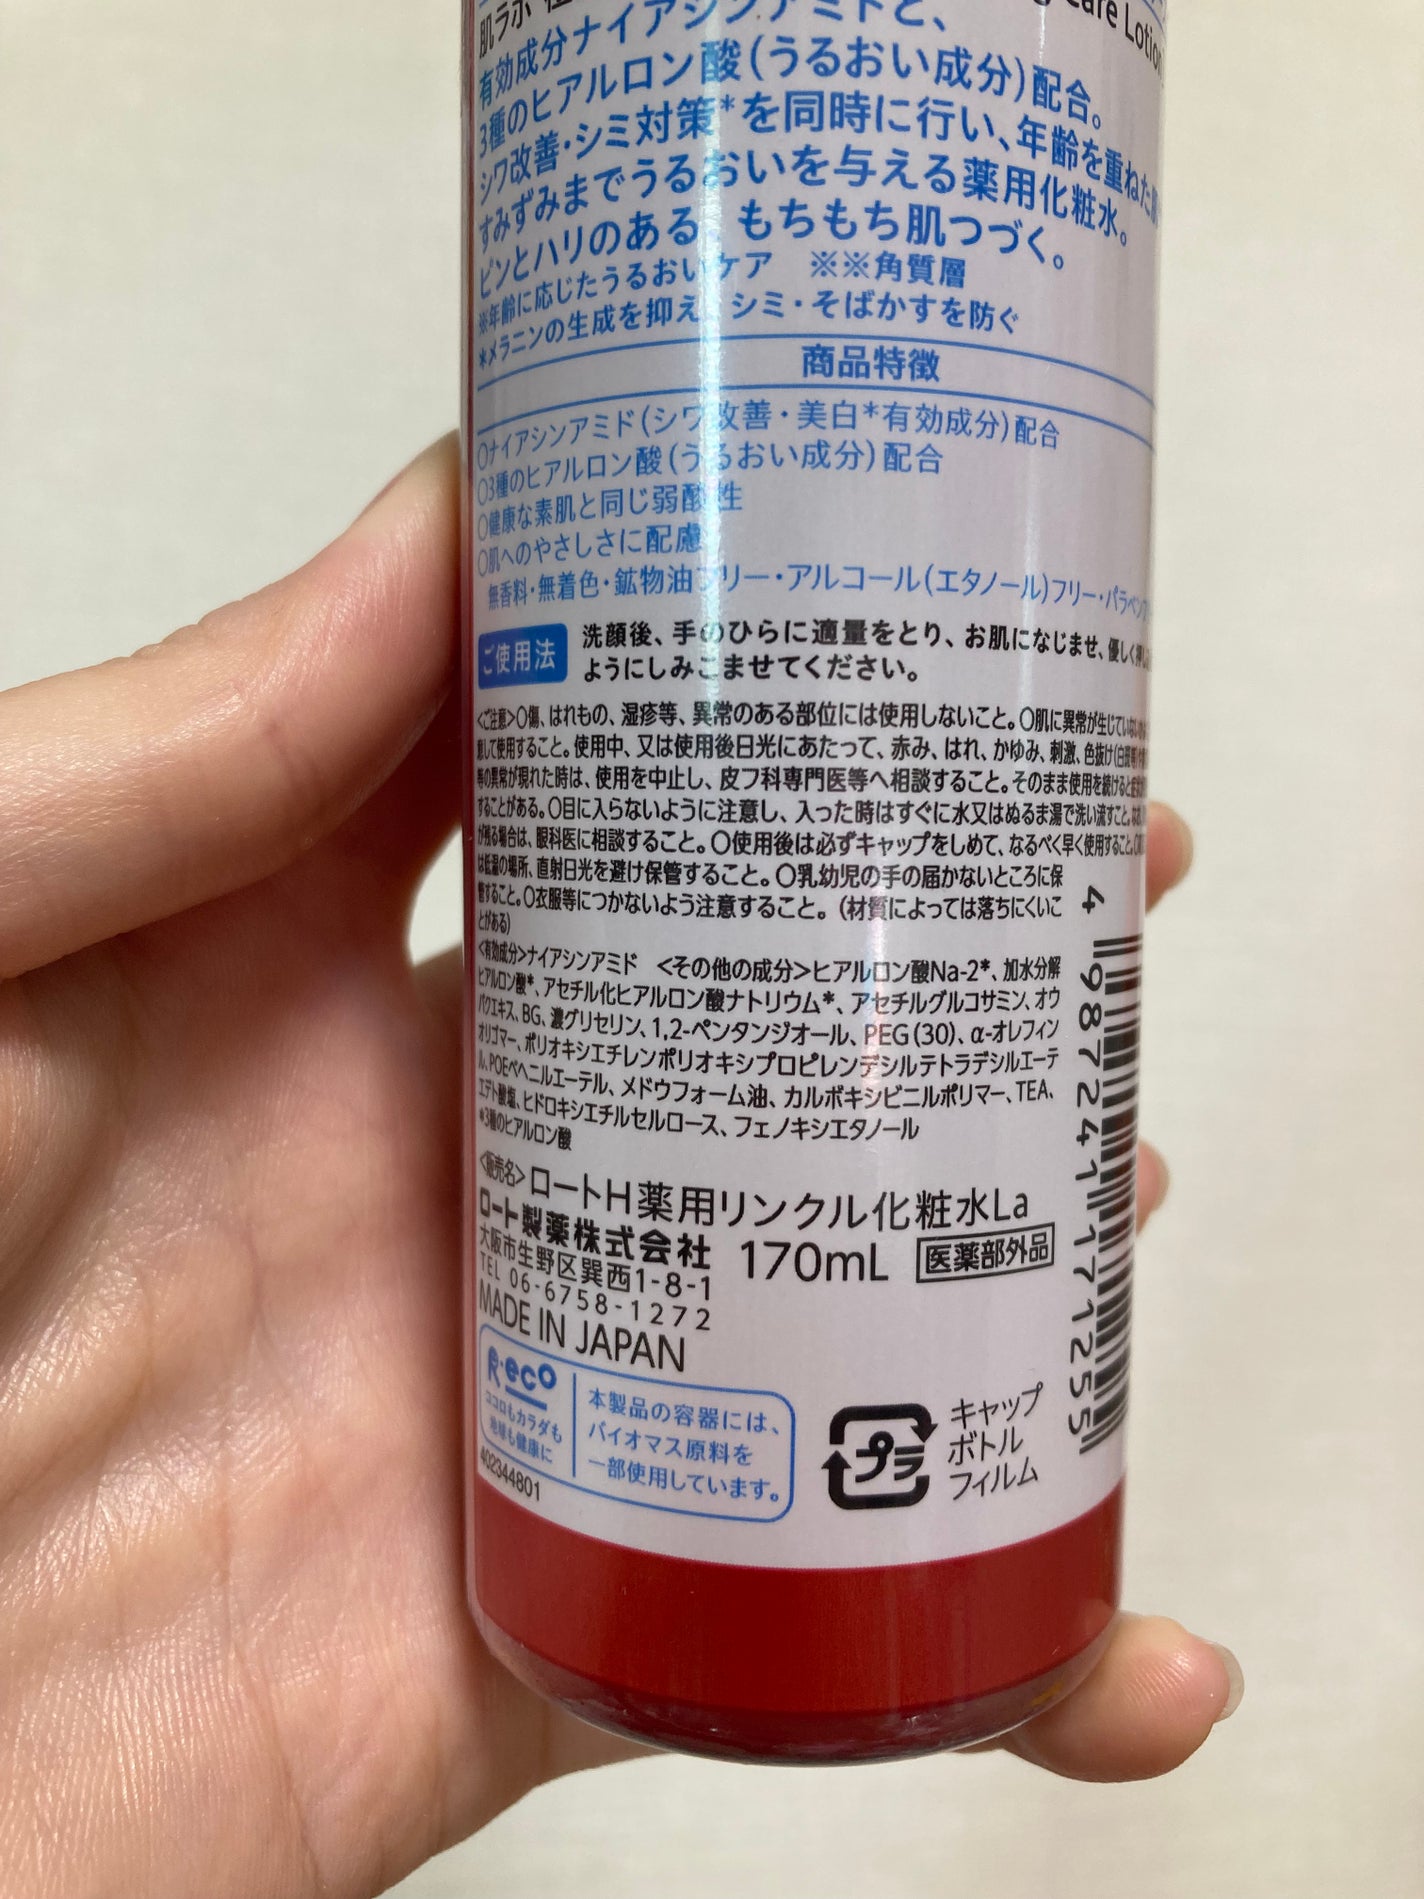 肌ラボ
Care Lotion
有効成分ナイアシンアミドと、
3種のヒアルロン酸(うるおい成分)配合。
シワ改善・シミ対策*を同時に行い、年齢を重ねた
すみずみまでうるおいを与える薬用化粧水。
ピンとハリのある、もちもち肌つづく。
※年齢に応じたうるおいケア ※※角質層
*メラニンの生成を抑え、シミ・そばかすを防ぐ
商品特徴
○ナイアシンアミド(シワ改善・美白*有効成分)配合
○3種のヒアルロン酸(うるおい成分)配合
○健康な素肌と同じ弱酸性
○肌へのやさしさに配慮
無香料・無着色・鉱物油フリー・アルコール(エタノール)フリー・パラベン
ご使用法
洗顔後、手のひらに適量をとり、お肌になじませ、優しく押し
ようにしみこませてください。
<ご注意>○傷、はれもの、湿疹等、異常のある部位には使用しないこと。○肌に異常が生じていないか
意して使用すること。使用中、又は使用後日光にあたって、赤み、はれ、かゆみ、刺激、色抜け(白斑等)
等の異常が現れた時は、使用を中止し、皮フ科専門医等へ相談すること。そのまま使用を続けると症状
することがある。○目に入らないように注意し、入った時はすぐに水又はぬるま湯で洗い流すこと。
が残る場合は、眼科医に相談すること。○使用後は必ずキャップをしめて、なるべく早く使用すること。
は低温の場所、直射日光を避け保管すること。○乳幼児の手の届かないところに保
管すること。○衣服等につかないよう注意すること。(材質によっては落ちにくいこ
とがある)
<有効成分>ナイアシンアミド <その他の成分>ヒアルロン酸Na-2*、加水分解
ヒアルロン酸*、アセチル化ヒアルロン酸ナトリウム*、アセチルグルコサミン、オウ
バクエキス、BG、濃グリセリン、1,2-ペンタンジオール、PEG(30)、α-オレフィン
オリゴマー、ポリオキシエチレンポリオキシプロピレンデシルテトラデシルエーテ
ル、POEベヘニルエーテル、メドウフォーム油、カルボキシビニルポリマー、TEA、
エデト酸塩、ヒドロキシエチルセルロース、フェノキシエタノール
*3種のヒアルロン酸
<販売名>ロートH薬用リンクル化粧水La
ロート製薬株式会社
大阪市生野区巽西1-8-1
TEL 06-6758-1272
170mL 医薬部外品
MADE IN JAPAN
R・eco
ココロもカラダも
地球も健康に
本製品の容器には、
バイオマス原料を
一部使用しています。
402344801
プラ
キャップ
ボトル
フィルム
4 987241 171255